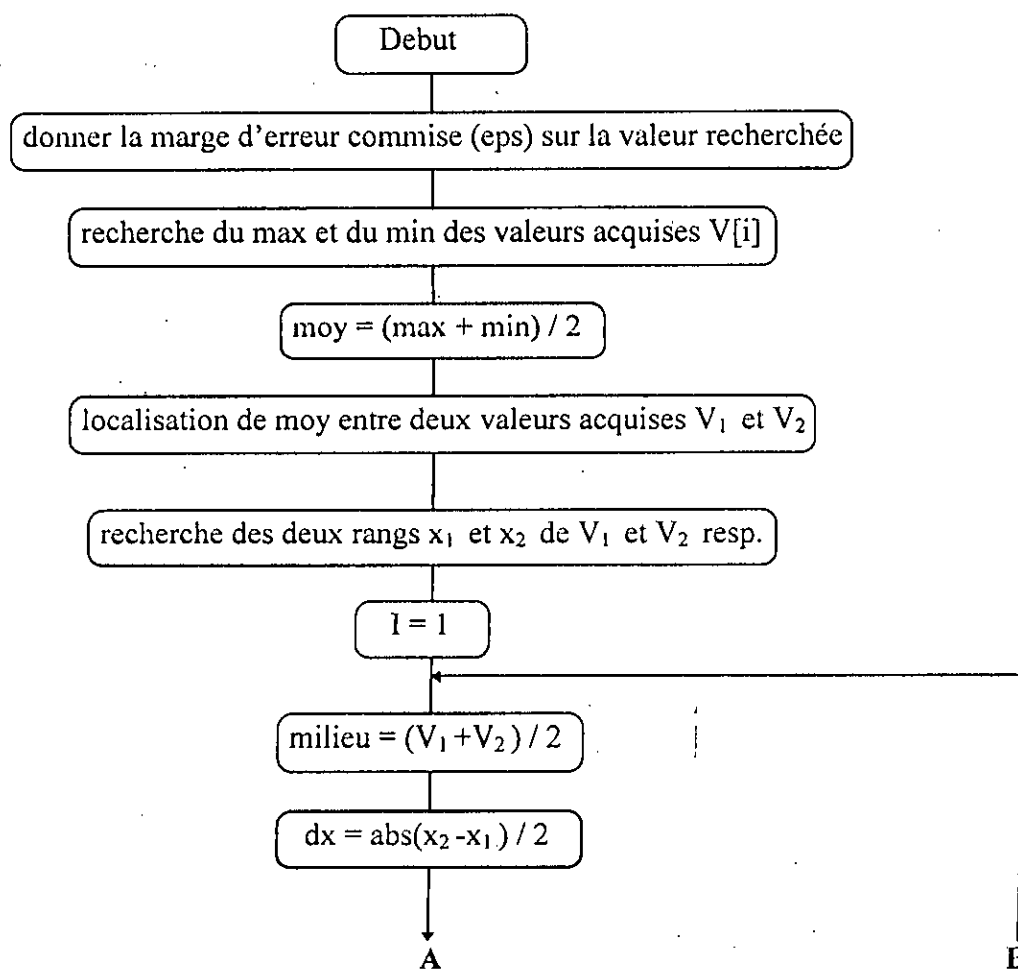 Debut
donner la marge d'erreur commise (eps) sur la valeur recherchée
recherche du max et du min des valeurs acquises V[i]
moy = (max + min) / 2
localisation de moy entre deux valeurs acquises V₁ et V₂
recherche des deux rangs x₁ et x₂ de V₁ et V₂ resp.
I = 1
milieu = (V₁+V₂) / 2
dx = abs(x₂-x₁) / 2
A